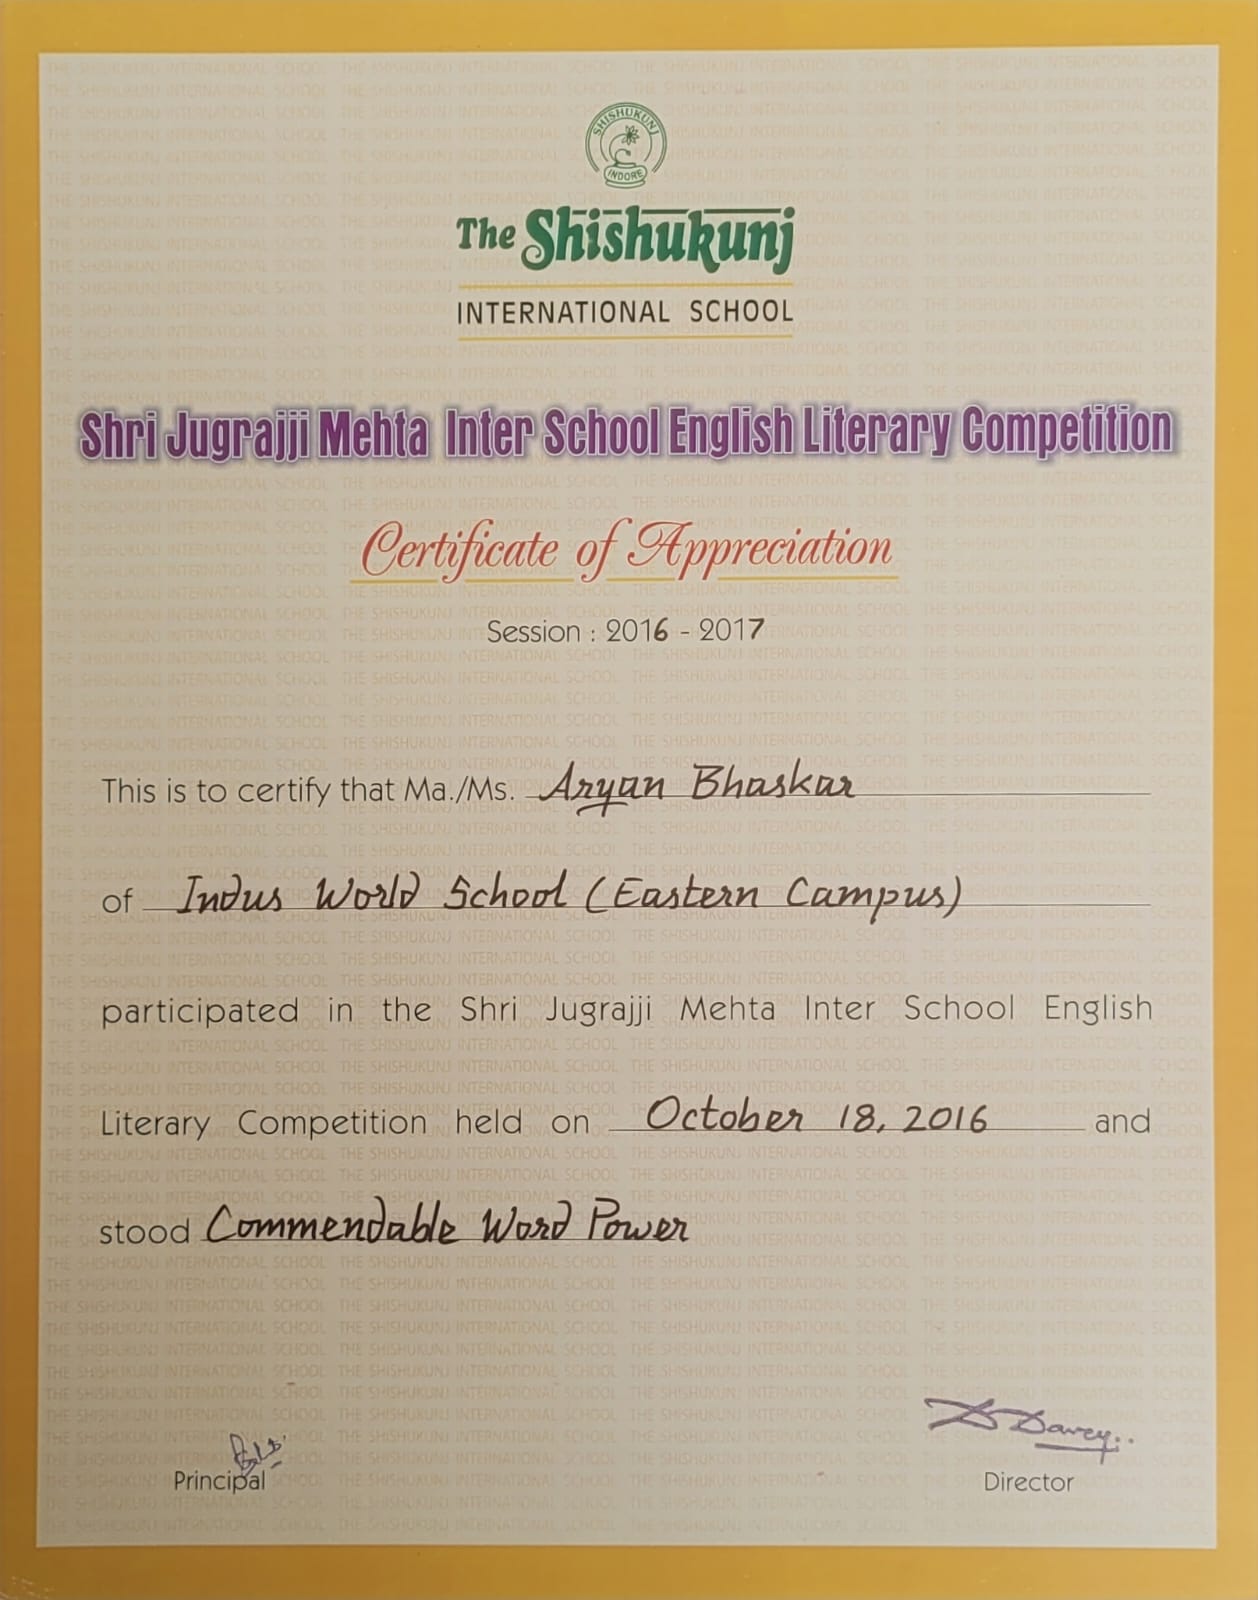 SHISHUKUNJ
INDORE
The Shishukunj
INTERNATIONAL SCHOOL
Shri Jugrajji Mehta Inter School English Literary Competition
Certificate of Appreciation
Session : 2016 - 2017
This is to certify that Ma./Ms. Aryan Bhaskar
of Indus World School (Eastern Campus)
participated in the Shri Jugrajji Mehta Inter School English
Literary Competition held on October 18, 2016 and
stood Commendable Word Power
Principal
Director